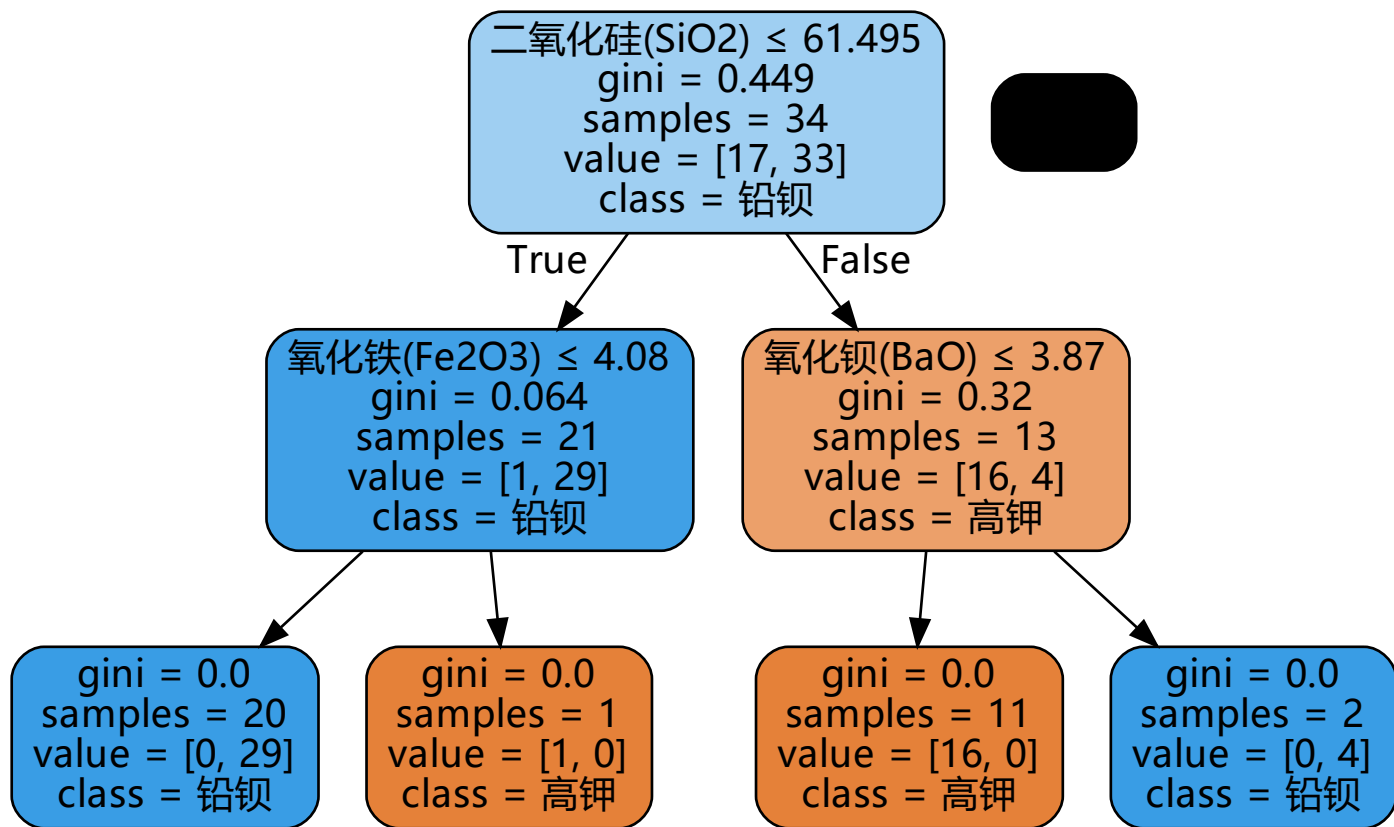 二氧化硅(SiO2) ≤ 61.495
gini = 0.449
samples = 34
value = [17, 33]
class = 铅钡
True
False
氧化铁(Fe2O3) ≤ 4.08
gini = 0.064
samples = 21
value = [1, 29]
class = 铅钡
氧化钡(BaO) ≤ 3.87
gini = 0.32
samples = 13
value = [16, 4]
class = 高钾
gini = 0.0
samples = 20
value = [0, 29]
class = 铅钡
gini = 0.0
samples = 1
value = [1, 0]
class = 高钾
gini = 0.0
samples = 11
value = [16, 0]
class = 高钾
gini = 0.0
samples = 2
value = [0, 4]
class = 铅钡